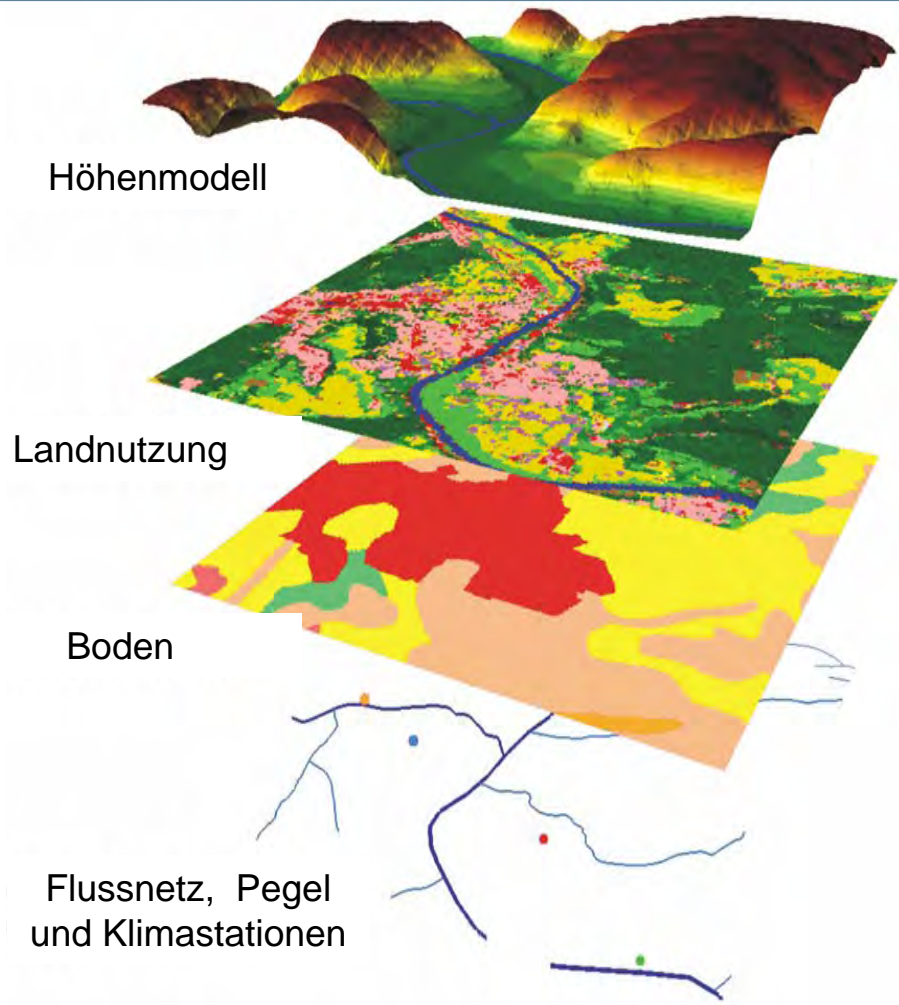 Höhenmodell
Landnutzung
Boden
Flussnetz, Pegel
und Klimastationen